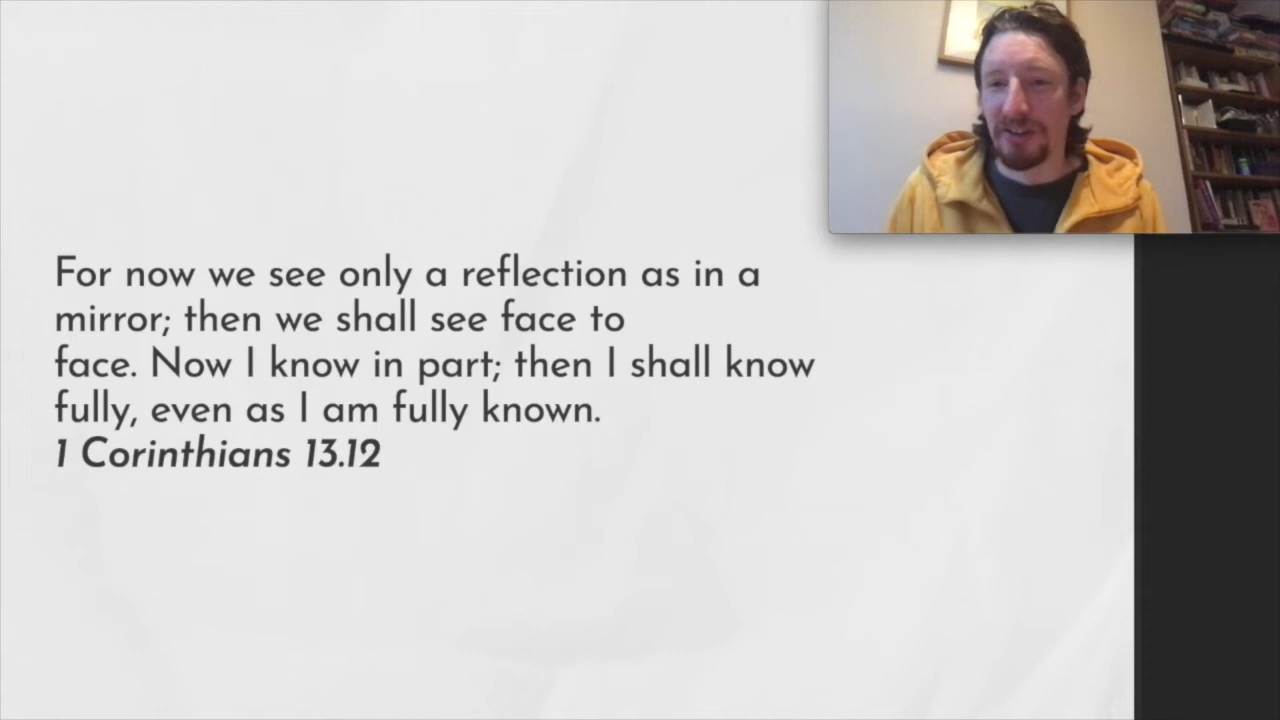 For now we see only a reflection as in a
mirror; then we shall see face to
face. Now I know in part; then I shall know
fully, even as I am fully known.
1 Corinthians 13.12